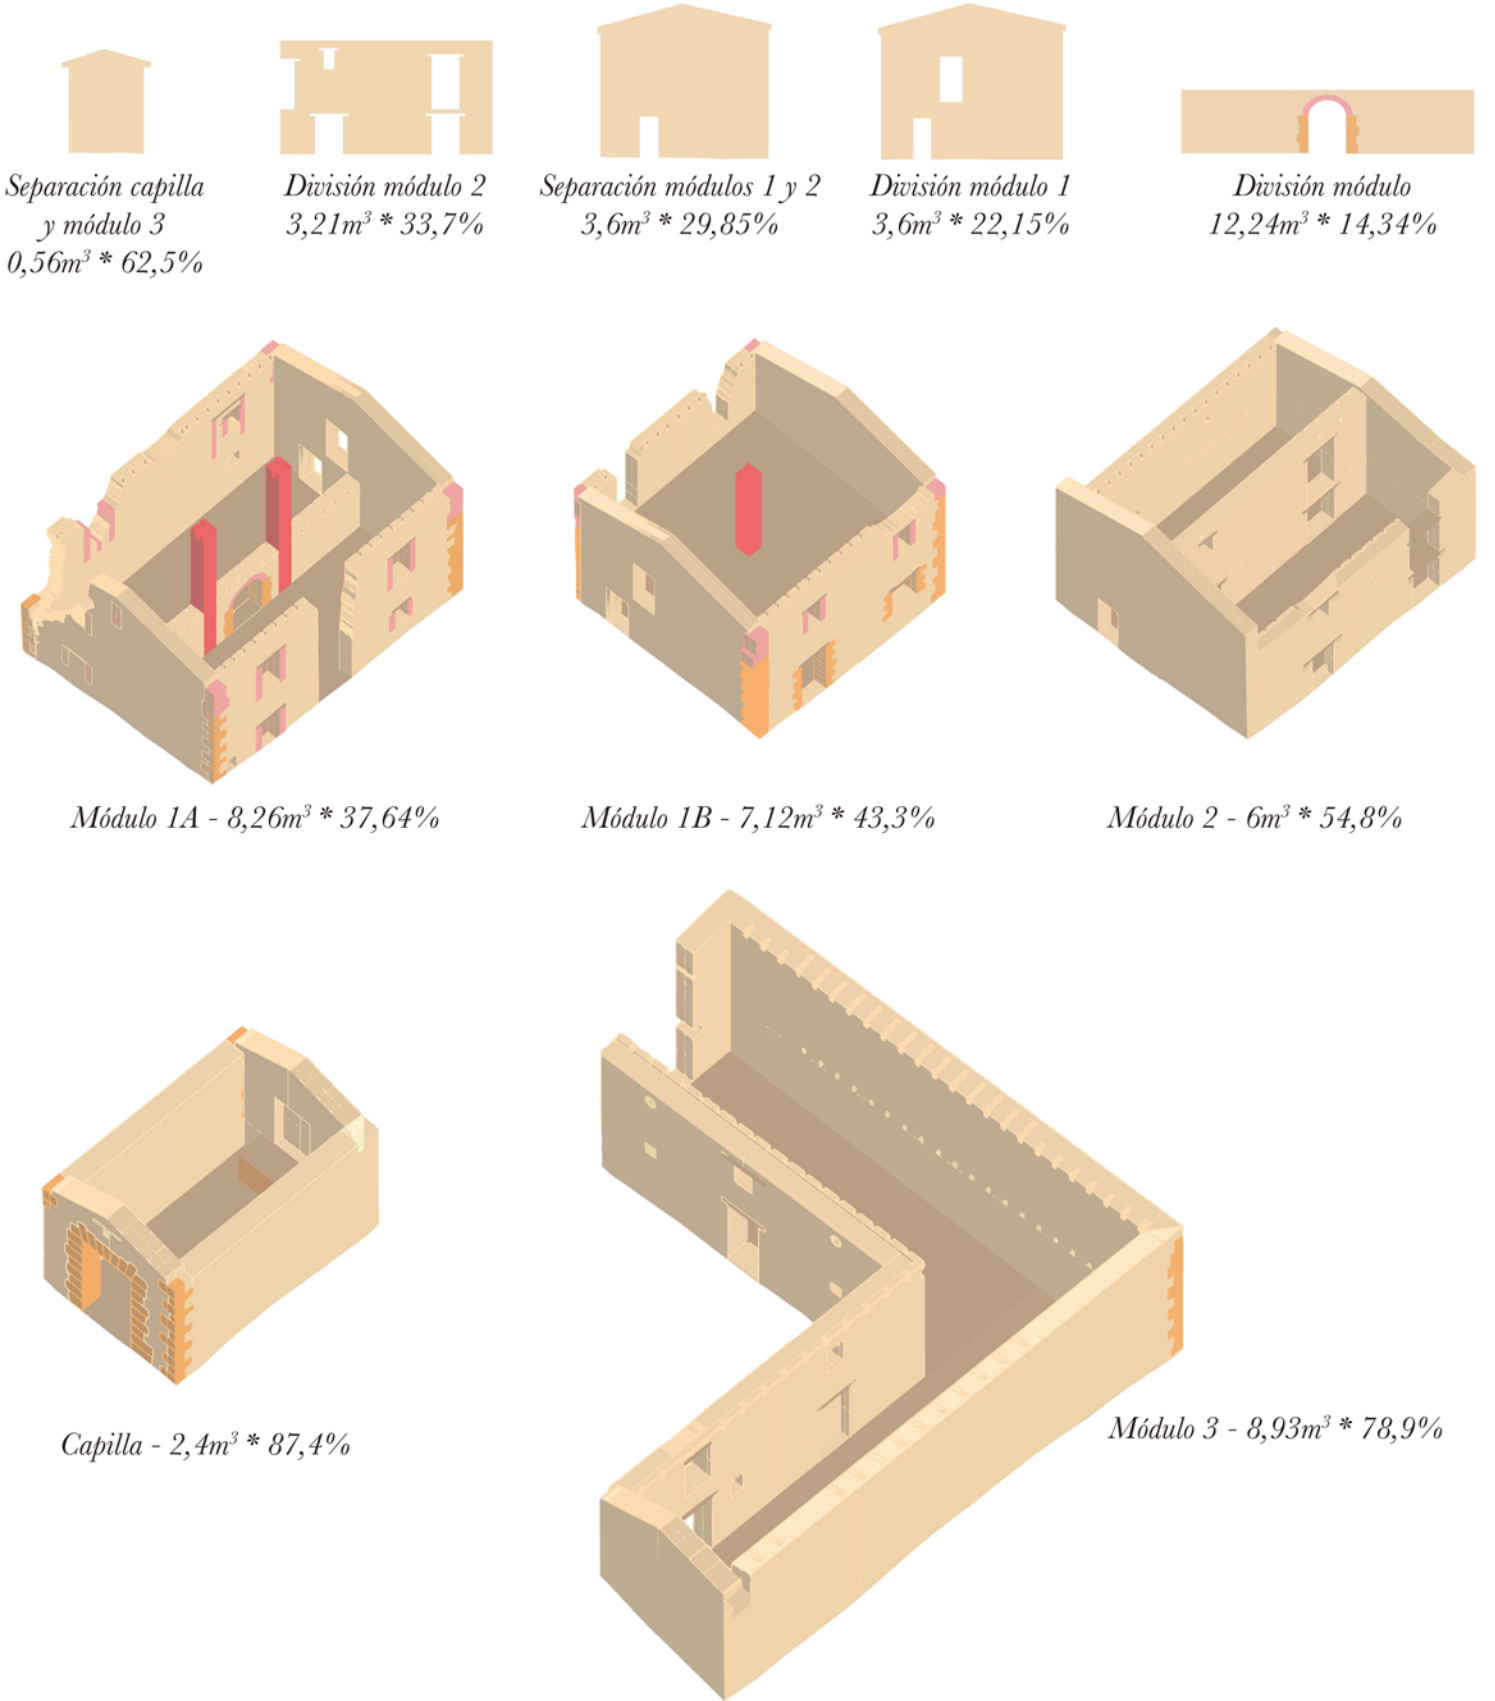 Separación capilla
y módulo 3
0,56m³ * 62,5%
División módulo 2
3,21m³ * 33,7%
Separación módulos 1 y 2
3,6m³ * 29,85%
División módulo 1
3,6m³ * 22,15%
División módulo
12,24m³ * 14,34%
Módulo 1A - 8,26m³ * 37,64%
Módulo 1B - 7,12m³ * 43,3%
Módulo 2 - 6m³ * 54,8%
Capilla - 2,4m³ * 87,4%
Módulo 3 - 8,93m³ * 78,9%